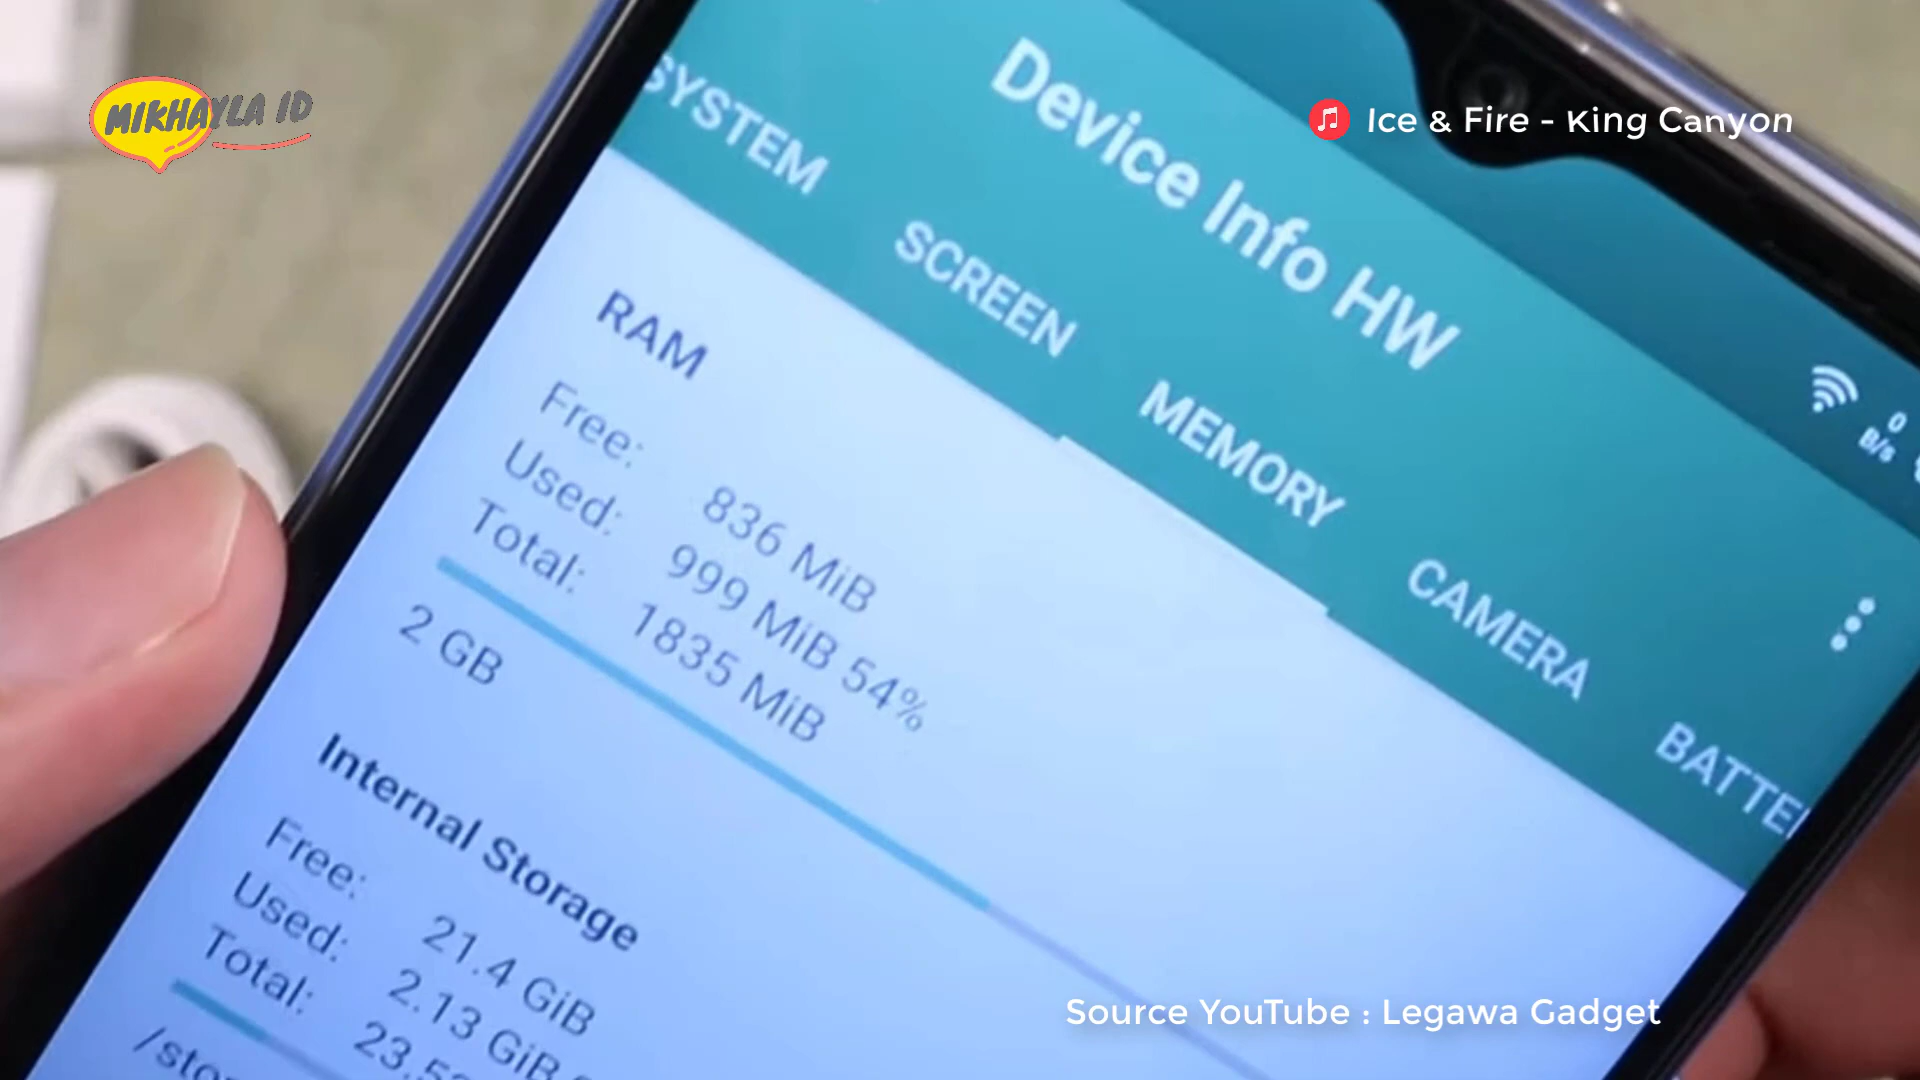 MIKHAYLA ID
Ice & Fire - King Canyon
Device Info HW
0
B/s
SYSTEM SCREEN MEMORY CAMERA
RAM
Free: 836 MiB
Used: 999 MiB 54%
Total: 1835 MiB
2 GB
Internal Storage
Free: 21.4 GiB
Used: 2.13 GiB
Total:
Source YouTube : Legawa Gadget